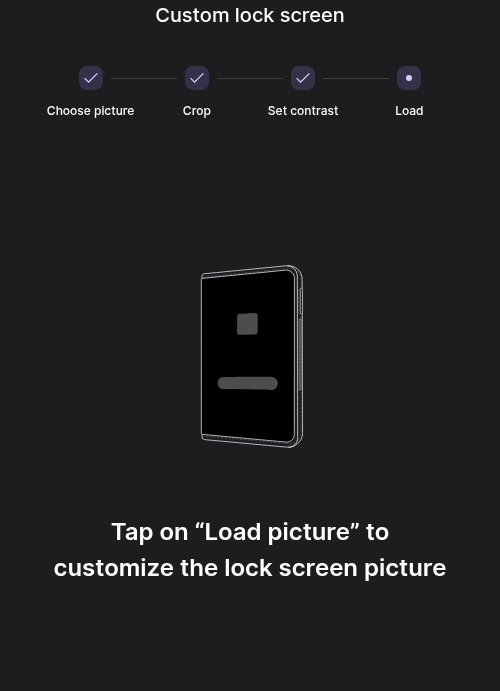 Custom lock screen
Choose picture
Crop
Set contrast
Load
Tap on “Load picture” to
customize the lock screen picture